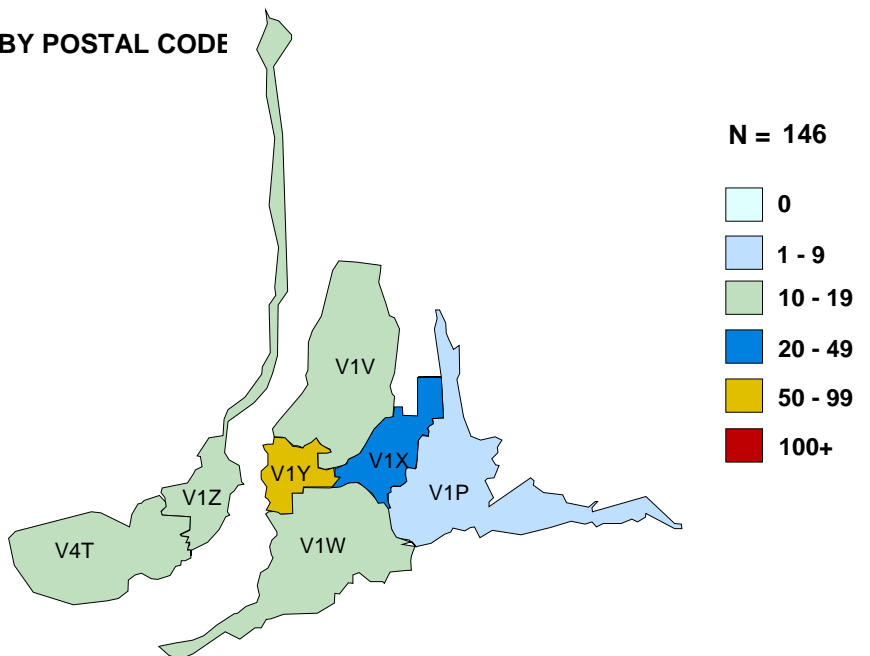 BY POSTAL CODE
N = 146
0
1 - 9
10 - 19
20 - 49
50 - 99
100+
V1V
V1X
V1Y
V1P
V1Z
V1W
V4T